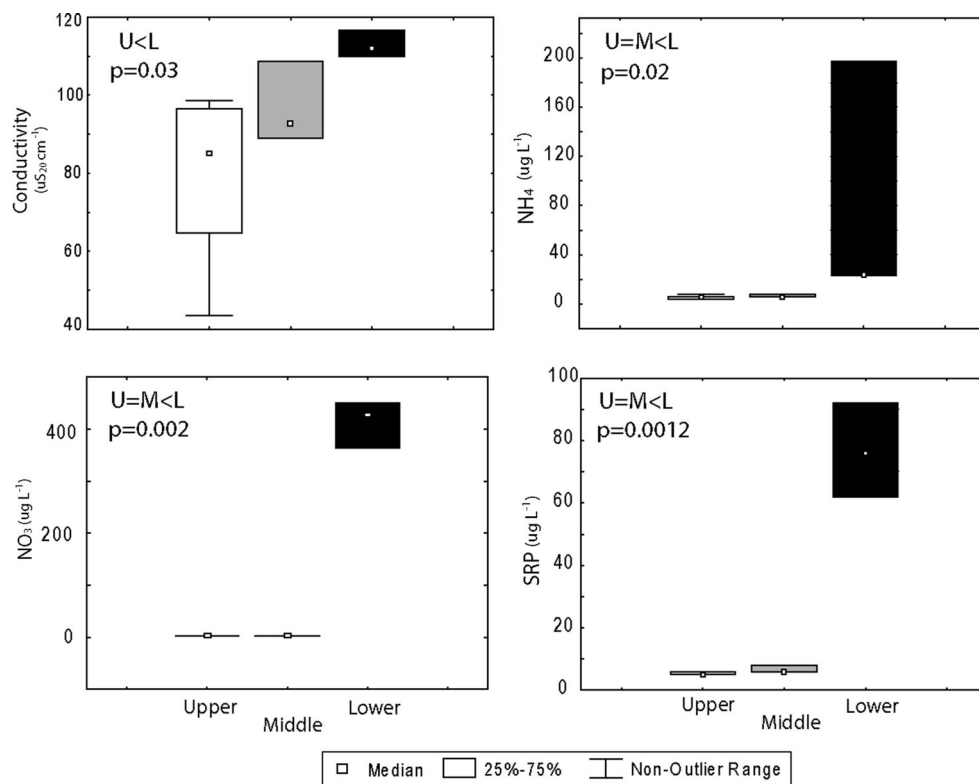 U<L
p=0.03
Conductivity
(uS₂₀ cm⁻¹)
120
100
80
60
40
U=M<L
p=0.02
NH₄ (ug L⁻¹)
200
160
120
80
40
0
U=M<L
p=0.002
NO₃ (ug L⁻¹)
400
200
0
Upper
Middle
Lower
U=M<L
p=0.0012
SRP (ug L⁻¹)
100
80
60
40
20
0
Upper
Middle
Lower
Median 25%-75% Non-Outlier Range